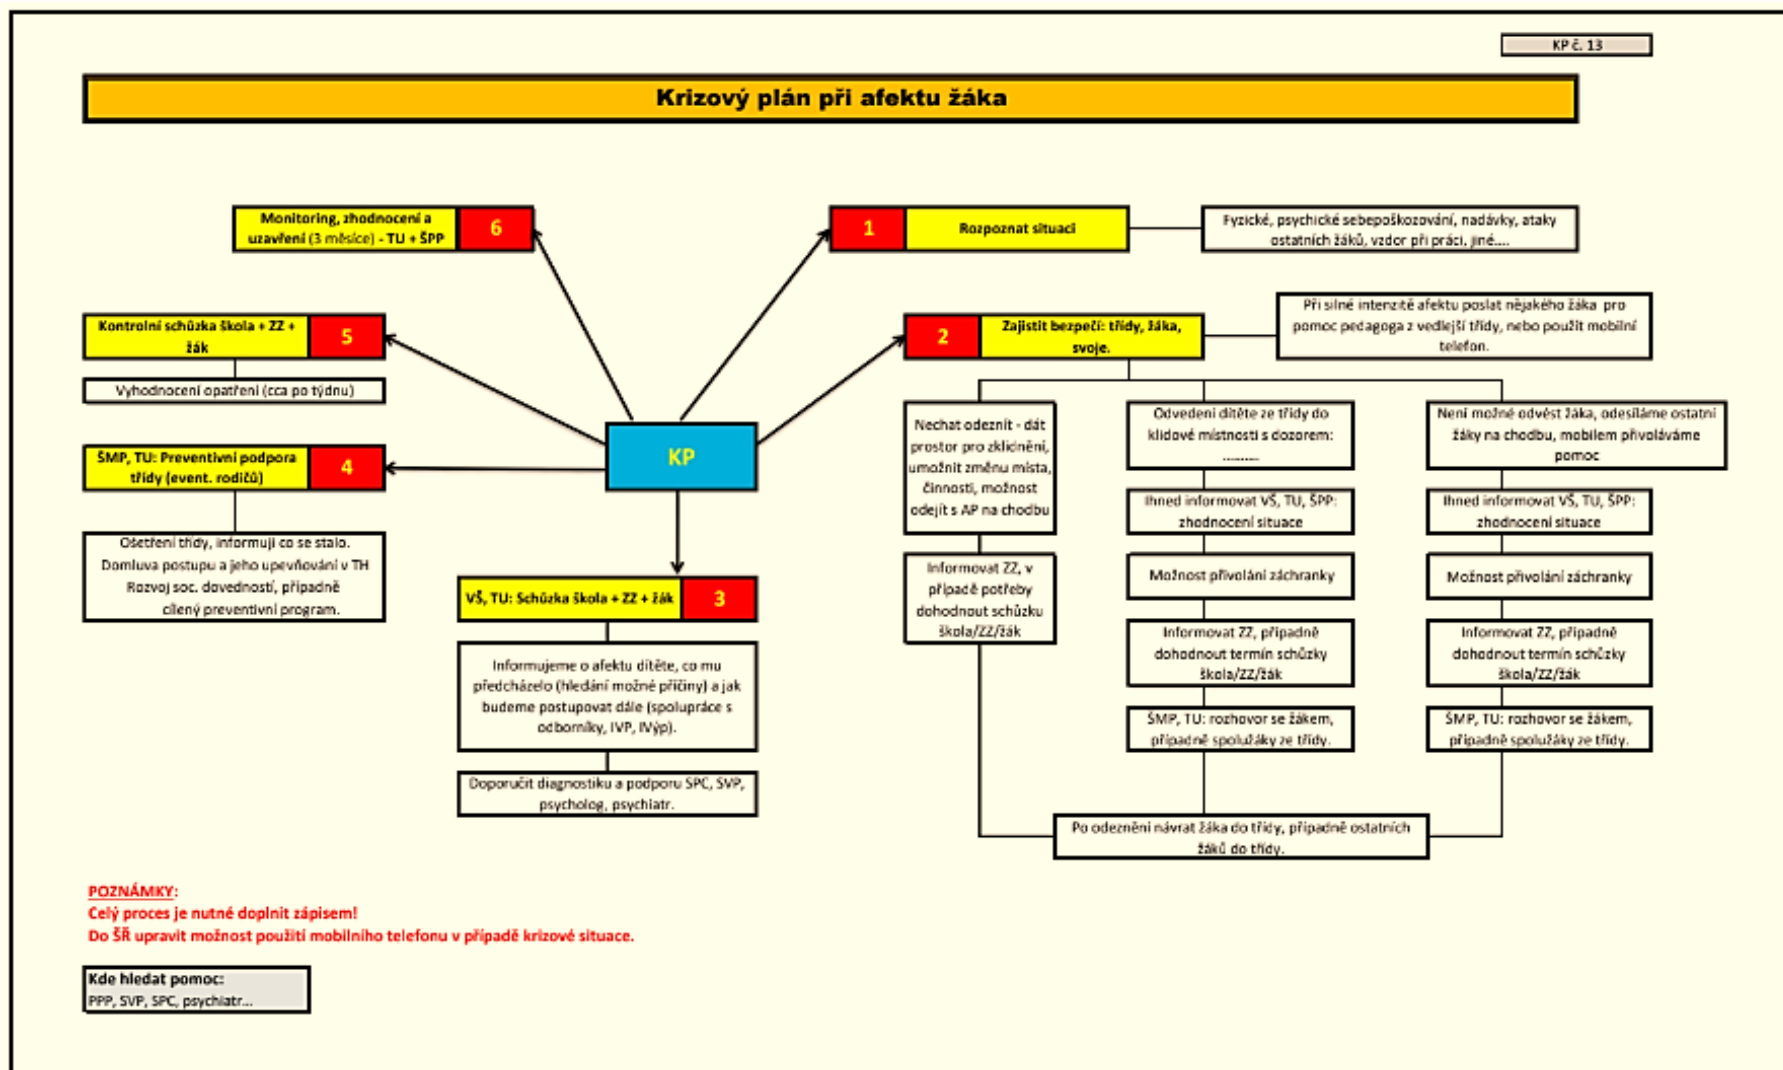 KP č. 13
Krizový plán při afektu žáka
Monitoring, zhodnocení a
uzavření (3 měsíce) - TU + ŠPP
6
1
Rozpoznat situaci
Fyzické, psychické sebepoškozování, nadávky, ataky
ostatních žáků, vzdor při práci, jiné....
Kontrolní schůzka škola + ZZ +
žák
5
Vyhodnocení opatření (cca po týdnu)
2
Zajistit bezpečí: třídy, žáka,
svoje.
Při silné intenzitě afektu poslat nějakého žáka pro
pomoc pedagoga z vedlejší třídy, nebo použít mobilní
telefon.
KP
ŠMP, TU: Preventivní podpora
třídy (event. rodičů)
4
Ošetření třídy, informuji co se stalo.
Domluva postupu a jeho upevňování v TH
Rozvoj soc. dovedností, případně
cílený preventivní program.
VŠ, TU: Schůzka škola + ZZ + žák
3
Informujeme o afektu dítěte, co mu
předcházelo (hledání možné příčiny) a jak
budeme postupovat dále (spolupráce s
odborníky, IVP, IVýp).
Doporučit diagnostiku a podporu SPC, SVP,
psycholog, psychiatr.
Nechat odeznít - dát
prostor pro zklidnění,
umožnit změnu místa,
činnosti, možnost
odejít s AP na chodbu
Informovat ZZ, v
případě potřeby
dohodnout schůzku
škola/ZZ/žák
Odvedení dítěte ze třídy do
klidové místnosti s dozorem:
..........
Ihned informovat VŠ, TU, ŠPP:
zhodnocení situace
Možnost přivolání záchranky
Informovat ZZ, případně
dohodnout termín schůzky
škola/ZZ/žák
ŠMP, TU: rozhovor se žákem,
případně spolužáky ze třídy.
Není možné odvést žáka, odesíláme ostatní
žáky na chodbu, mobilem přivoláváme
pomoc
Ihned informovat VŠ, TU, ŠPP:
zhodnocení situace
Možnost přivolání záchranky
Informovat ZZ, případně
dohodnout termín schůzky
škola/ZZ/žák
ŠMP, TU: rozhovor se žákem,
případně spolužáky ze třídy.
Po odeznění návrat žáka do třídy, případně ostatních
žáků do třídy.
POZNÁMKY:
Celý proces je nutné doplnit zápisem!
Do ŠŘ upravit možnost použití mobilního telefonu v případě krizové situace.
Kde hledat pomoc:
PPP, SVP, SPC, psychiatr...